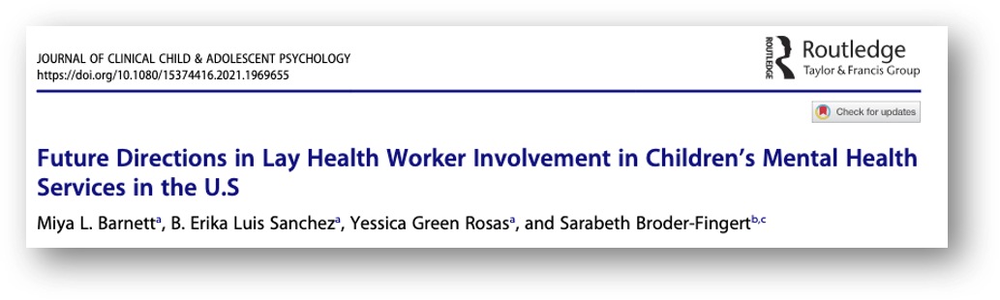 JOURNAL OF CLINICAL CHILD & ADOLESCENT PSYCHOLOGY
https://doi.org/10.1080/15374416.2021.1969655
ROUTLEDGE
Routledge
Taylor & Francis Group
Check for updates
Future Directions in Lay Health Worker Involvement in Children’s Mental Health
Services in the U.S
Miya L. Barnettᵃ, B. Erika Luis Sanchezᵃ, Yessica Green Rosasᵃ, and Sarabeth Broder-Fingertᵇ,ᶜ